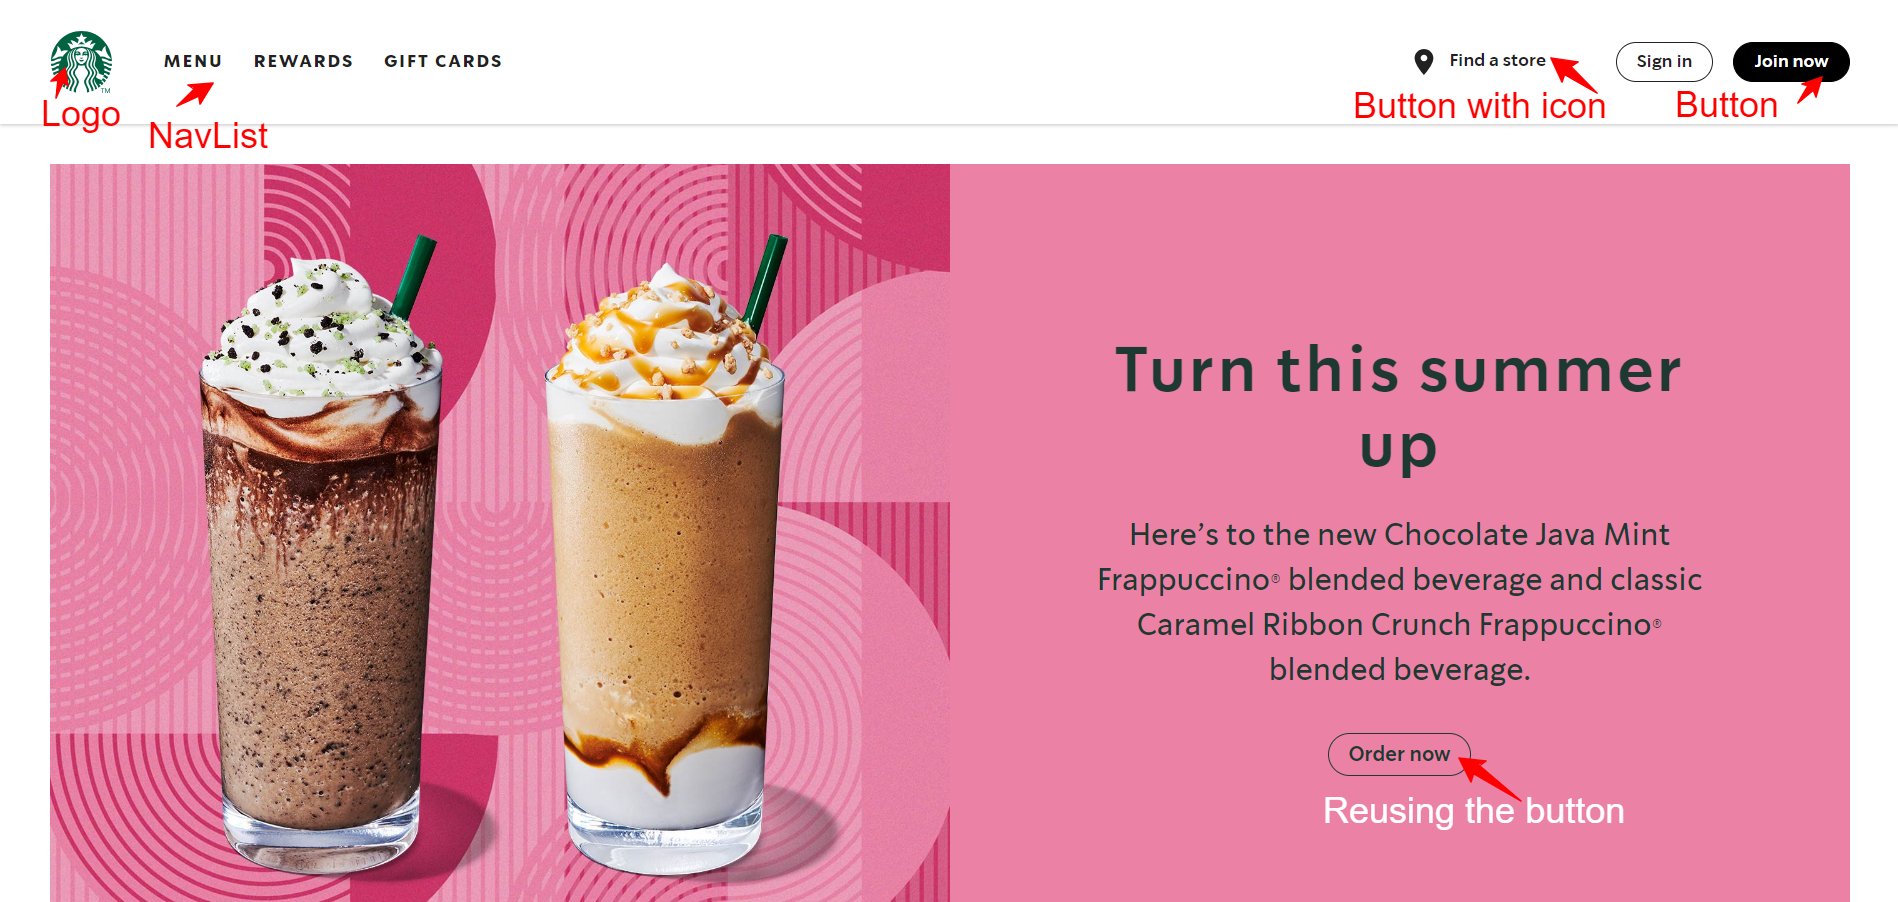 TM
MENU REWARDS GIFT CARDS
Find a store
Sign in
Join now
Logo
NavList
Button with icon
Button
Turn this summer
up
Here’s to the new Chocolate Java Mint
Frappuccino® blended beverage and classic
Caramel Ribbon Crunch Frappuccino®
blended beverage.
Order now
Reusing the button